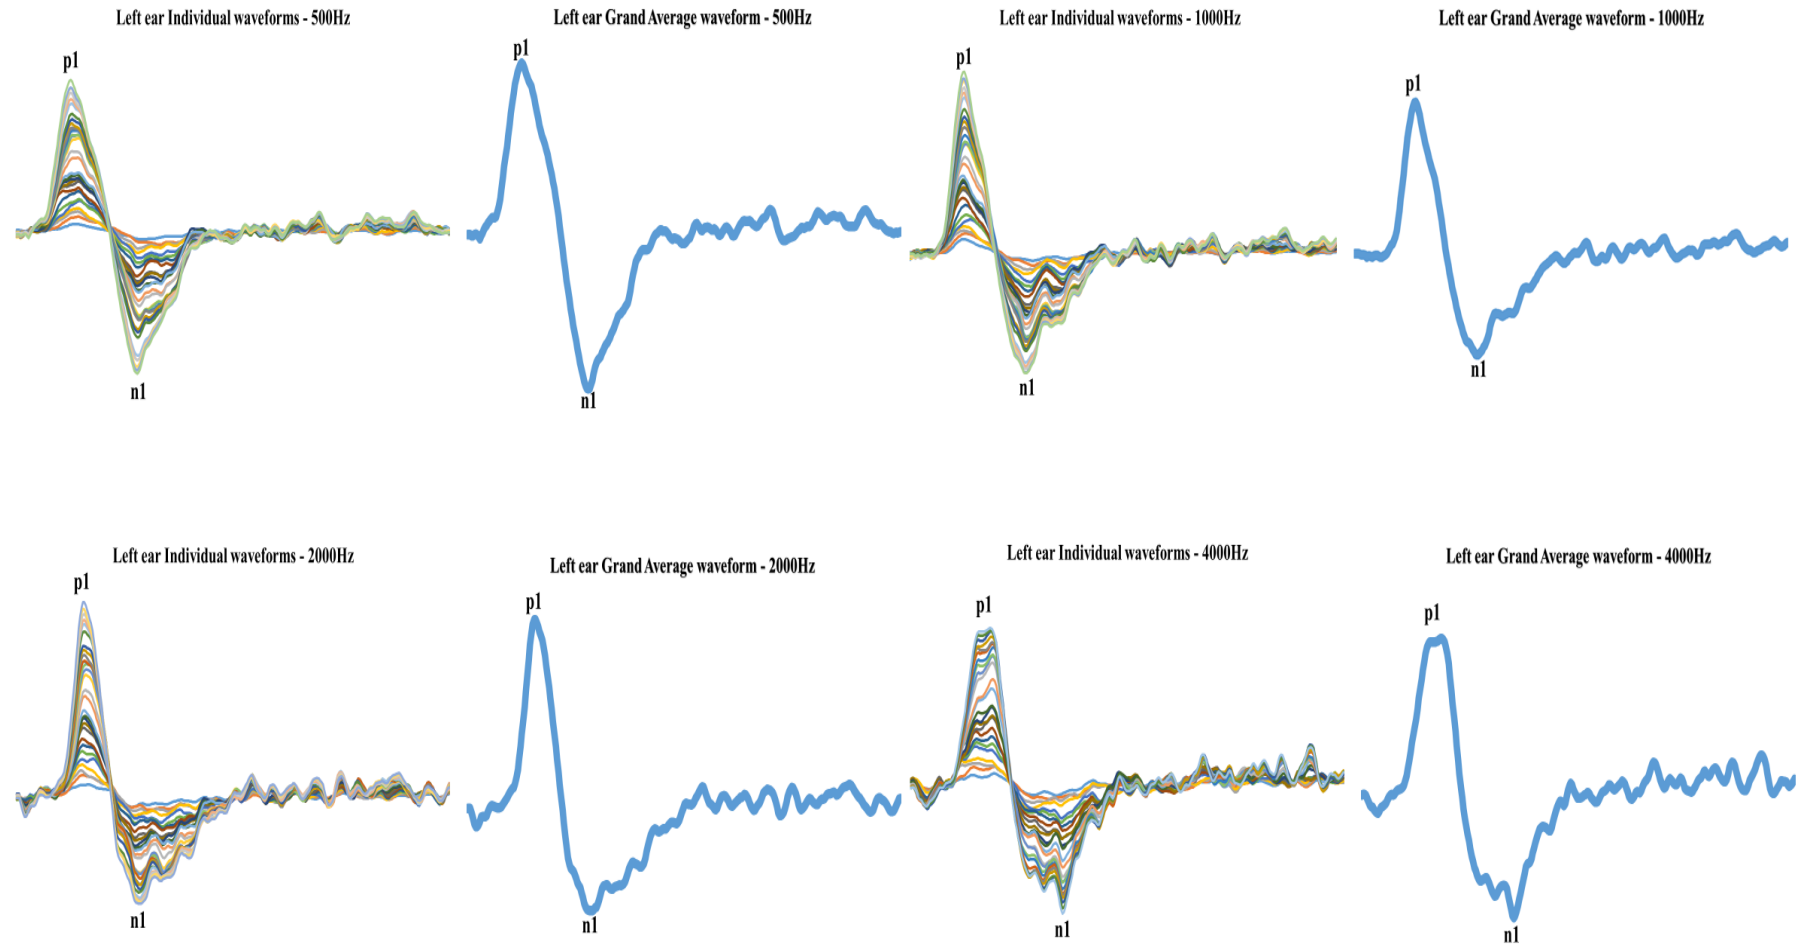 Left ear Individual waveforms - 500Hz
p1
n1
Left ear Grand Average waveform - 500Hz
p1
n1
Left ear Individual waveforms - 1000Hz
p1
n1
Left ear Grand Average waveform - 1000Hz
p1
n1
Left ear Individual waveforms - 2000Hz
p1
n1
Left ear Grand Average waveform - 2000Hz
p1
n1
Left ear Individual waveforms - 4000Hz
p1
n1
Left ear Grand Average waveform - 4000Hz
p1
n1